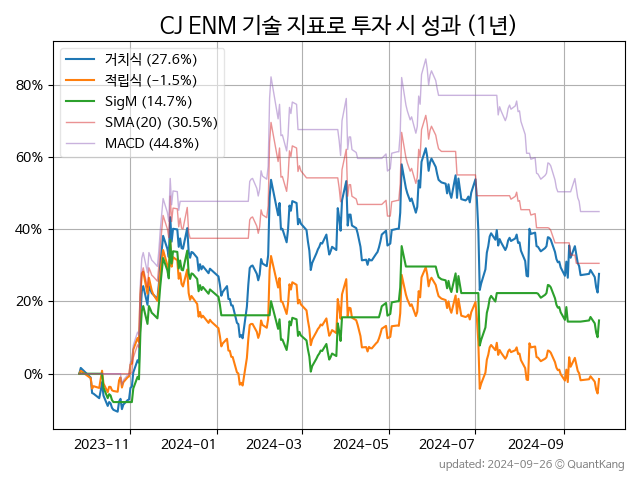 CJ ENM 기술 지표로 투자 시 성과 (1년)
거치식 (27.6%)
적립식 (−1.5%)
SigM (14.7%)
SMA(20) (30.5%)
MACD (44.8%)
80%
60%
40%
20%
0%
2023−11 2024−01 2024−03 2024−05 2024−07 2024−09
updated: 2024-09-26 © QuantKang